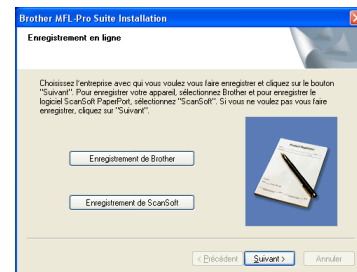 Brother MFL-Pro Suite Installation
Enregistrement en ligne
Choisissez l'entreprise avec qui vous voulez vous faire enregistrer et cliquez sur le bouton
"Suivant". Pour enregistrer votre appareil, sélectionnez Brother et pour enregistrer le
logiciel ScanSoft PaperPort, sélectionnez "ScanSoft". Si vous ne voulez pas vous faire
enregistrer, cliquez sur "Suivant".
Enregistrement de Brother
Enregistrement de ScanSoft
< Précédent Suivant > Annuler